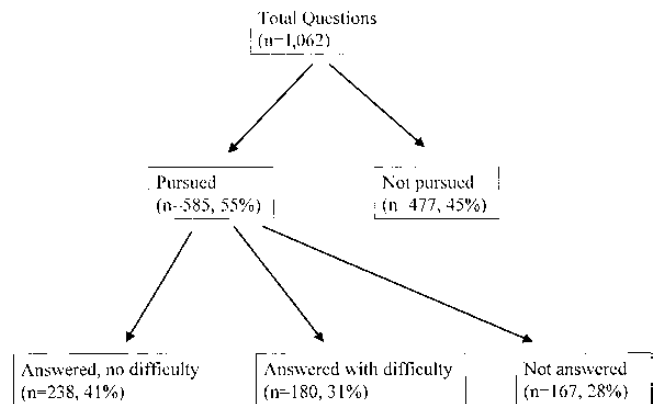 Total Questions
(n=1,062)
Pursued
(n=585, 55%)
Not pursued
(n=477, 45%)
Answered, no difficulty
(n=238, 41%)
Answered with difficulty
(n=180, 31%)
Not answered
(n=167, 28%)